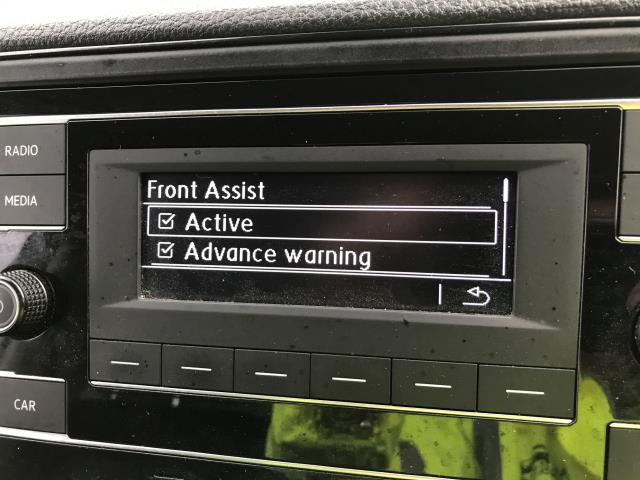 RADIO
MEDIA
Front Assist
Active
Advance warning
CAR